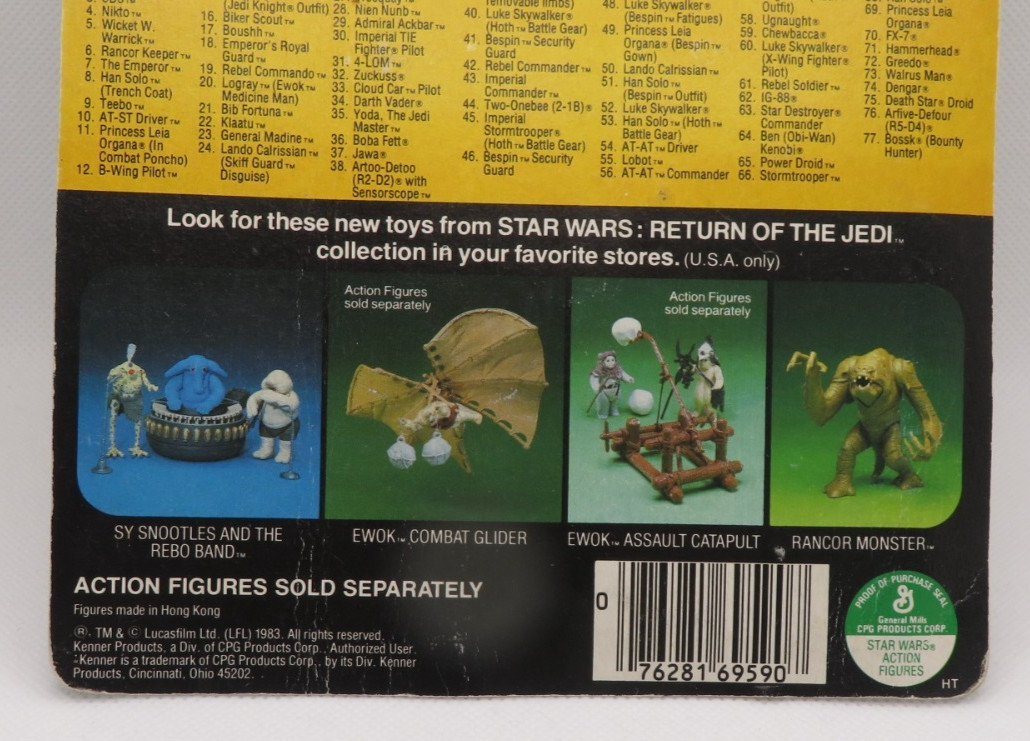 4. Nikto™
5. Wicket W.
Warrick™
6. Rancor Keeper™
7. The Emperor™
8. Han Solo™
(Trench Coat)
9. Teebo™
10. AT-ST Driver™
11. Princess Leia
Organa® (In
Combat Poncho)
12. B-Wing Pilot™
(Jedi Knight® Outfit)
16. Biker Scout™
17. Boushh™
18. Emperor's Royal
Guard™
19. Rebel Commando™
20. Logray™ (Ewok™
Medicine Man)
21. Bib Fortuna™
22. Klaatu™
23. General Madine™
24. Lando Calrissian™
(Skiff Guard™
Disguise)
28. Nien Nunb™
29. Admiral Ackbar™
30. Imperial TIE
Fighter® Pilot
31. 4-LOM™
32. Zuckuss®
33. Cloud Car™ Pilot
34. Darth Vader®
35. Yoda, The Jedi
Master™
36. Boba Fett®
37. Jawa®
38. Artoo-Detoo
(R2-D2)® with
Sensorscope™
removable limbs)
40. Luke Skywalker®
(Hoth™ Battle Gear)
41. Bespin™ Security
Guard
42. Rebel Commander™
43. Imperial
Commander™
44. Two-Onebee (2-1B)®
45. Imperial
Stormtrooper®
(Hoth™ Battle Gear)
46. Bespin™ Security
Guard
48. Luke Skywalker®
(Bespin™ Fatigues)
49. Princess Leia
Organa® (Bespin™
Gown)
50. Lando Calrissian™
51. Han Solo™
(Bespin™ Outfit)
52. Luke Skywalker®
53. Han Solo™ (Hoth™
Battle Gear)
54. AT-AT™ Driver
55. Lobot™
56. AT-AT™ Commander
Outfit)
58. Ugnaught®
59. Chewbacca®
60. Luke Skywalker®
(X-Wing Fighter®
Pilot)
61. Rebel Soldier™
62. IG-88®
63. Star Destroyer®
Commander
64. Ben (Obi-Wan)
Kenobi®
65. Power Droid™
66. Stormtrooper™
69. Princess Leia
Organa®
70. FX-7®
71. Hammerhead®
72. Greedo®
73. Walrus Man®
74. Dengar®
75. Death Star® Droid
76. Arfive-Defour
(R5-D4)®
77. Bossk® (Bounty
Hunter)
Look for these new toys from STAR WARS: RETURN OF THE JEDI™
collection in your favorite stores. (U.S.A. only)
Action Figures
sold separately
Action Figures
sold separately
SY SNOOTLES AND THE
REBO BAND™
EWOK™ COMBAT GLIDER
EWOK™ ASSAULT CATAPULT
RANCOR MONSTER™
ACTION FIGURES SOLD SEPARATELY
Figures made in Hong Kong
®, TM & © Lucasfilm Ltd. (LFL) 1983. All rights reserved.
Kenner Products, a Div. of CPG Products Corp., Authorized User.
Kenner is a trademark of CPG Products Corp., by its Div. Kenner
Products, Cincinnati, Ohio 45202.
0 76281 69590
PROOF OF PURCHASE SEAL
General Mills
CPG PRODUCTS CORP.
STAR WARS®
ACTION
FIGURES
HT